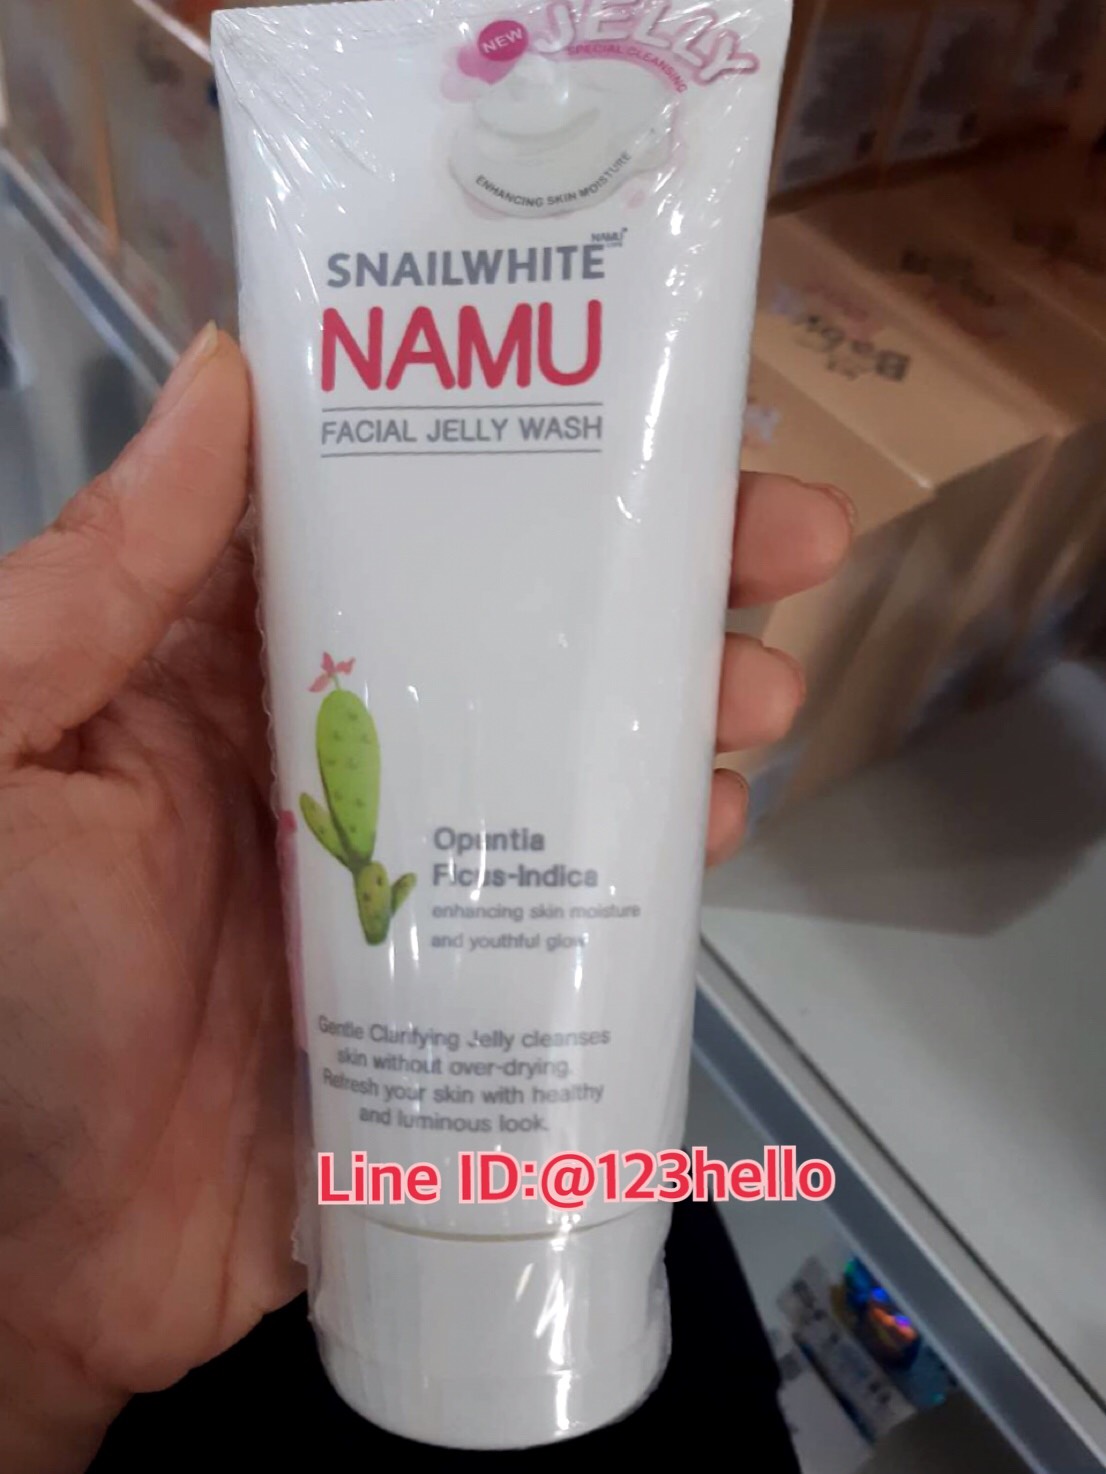 NEW
JELLY
SPECIAL CLEANSING
ENHANCING SKIN MOISTURE
NAMU
SNAILWHITE
NAMU
FACIAL JELLY WASH
Opuntia
Ficus-Indica
enhancing skin moisture
and youthful glow
Gentle Clarifying Jelly cleanses
skin without over-drying.
Refresh your skin with healthy
and luminous look.
Line ID:@123hello